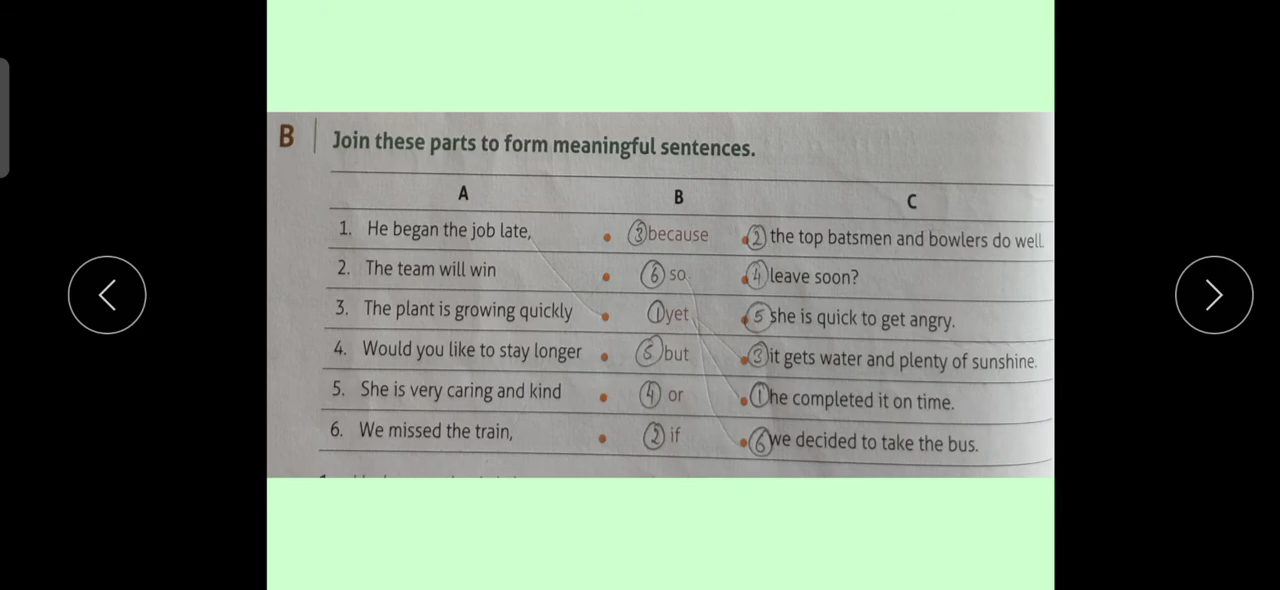 B Join these parts to form meaningful sentences.
A B C
1. He began the job late, • ③ because • ② the top batsmen and bowlers do well.
2. The team will win • ⑥ so • ④ leave soon?
3. The plant is growing quickly • ① yet • ⑤ she is quick to get angry.
4. Would you like to stay longer • ⑤ but • ③ it gets water and plenty of sunshine.
5. She is very caring and kind • ④ or • ① he completed it on time.
6. We missed the train, • ② if • ⑥ we decided to take the bus.